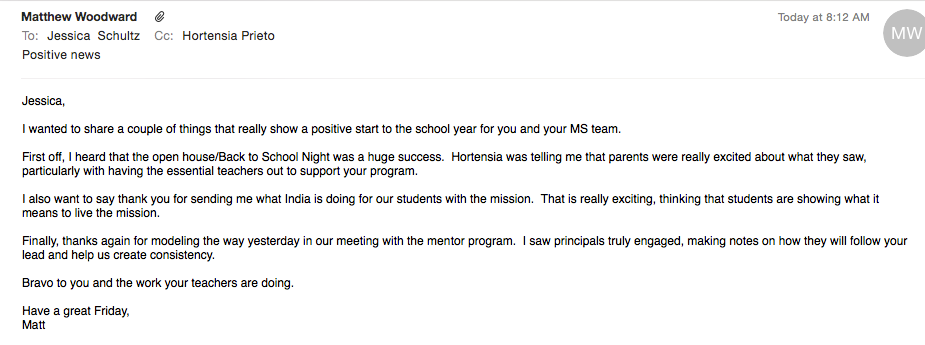 Matthew Woodward
Today at 8:12 AM
MW
To: Jessica Schultz Cc: Hortensia Prieto
Positive news
Jessica,
I wanted to share a couple of things that really show a positive start to the school year for you and your MS team.
First off, I heard that the open house/Back to School Night was a huge success.  Hortensia was telling me that parents were really excited about what they saw,
particularly with having the essential teachers out to support your program.
I also want to say thank you for sending me what India is doing for our students with the mission.  That is really exciting, thinking that students are showing what it
means to live the mission.
Finally, thanks again for modeling the way yesterday in our meeting with the mentor program.  I saw principals truly engaged, making notes on how they will follow your
lead and help us create consistency.
Bravo to you and the work your teachers are doing.
Have a great Friday,
Matt